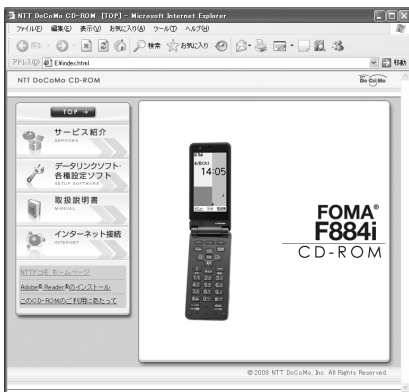 NTT DoCoMo CD-ROM [TOP] - Microsoft Internet Explorer
ファイル(F) 編集(E) 表示(V) お気に入り(A) ツール(T) ヘルプ(H)
戻る 検索 お気に入り
アドレス(D) E:¥index.html 移動
NTT DoCoMo CD-ROM
DoCoMo
TOP
サービス紹介
SERVICES
データリンクソフト・
各種設定ソフト
SETUP SOFTWARE
取扱説明書
MANUAL
インターネット接続
INTERNET
NTTドコモ ホームページ
Adobe® Reader®のインストール
このCD-ROMのご利用にあたって
14:05
FOMA®
F884i
CD-ROM
©2008 NTT DoCoMo, Inc. All Rights Reserved.